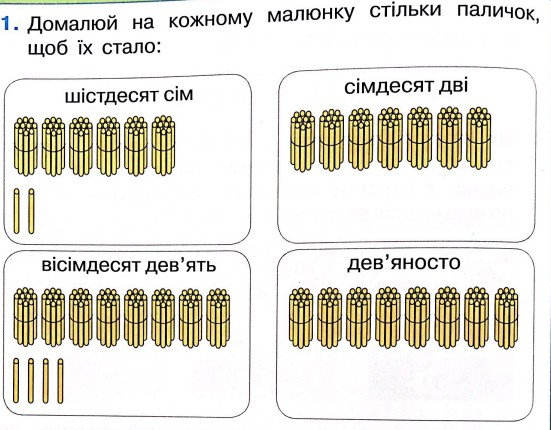 1. Домалюй на кожному малюнку стільки паличок,
щоб їх стало:
шістдесят сім
сімдесят дві
вісімдесят дев’ять
дев’яносто